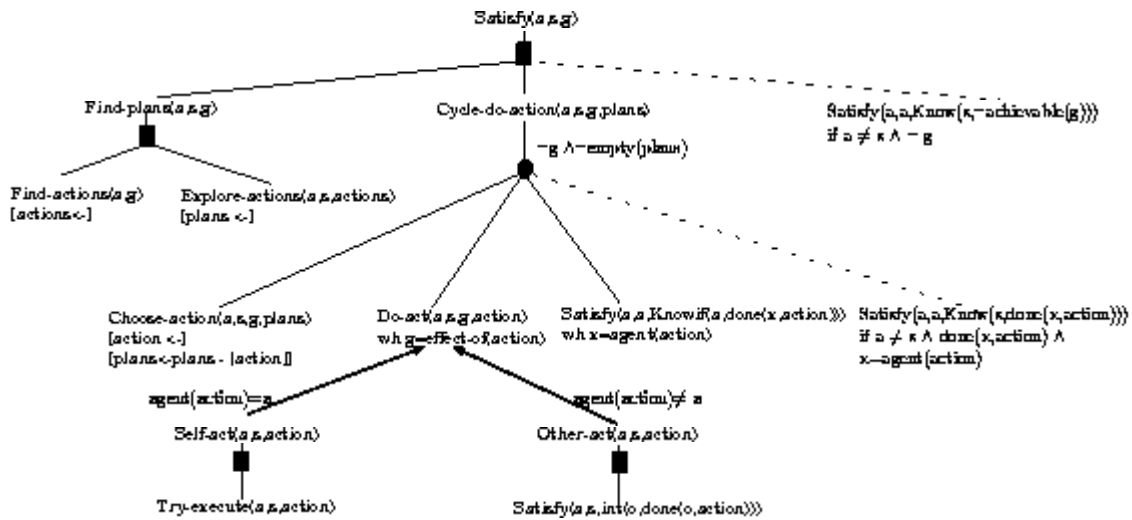 Satisfy(a,s,g)
Find-plans(a,s,g)
Cycle-do-action(a,s,g,plans)
Satisfy(a,a,Know(s,¬achievable(g)))
if a ≠ s ∧ ¬ g
¬g ∧ ¬empty(plans)
Find-actions(a,g)
[actions<-]
Explore-actions(a,s,actions)
[plans <-]
Choose-action(a,s,g,plans)
[action <-]
[plans<-plans - [action]]
Do-act(a,s,g,action)
wh g=effect-of(action)
Satisfy(a,a,Knowif(a,done(x,action)))
wh x=agent(action)
Satisfy(a,a,Know(s,done(x,action)))
if a ≠ s ∧ done(x,action) ∧
x=agent(action)
agent(action)=a
agent(action)≠ a
Self-act(a,s,action)
Other-act(a,s,action)
Try-execute(a,s,action)
Satisfy(a,s,int(o,done(o,action)))